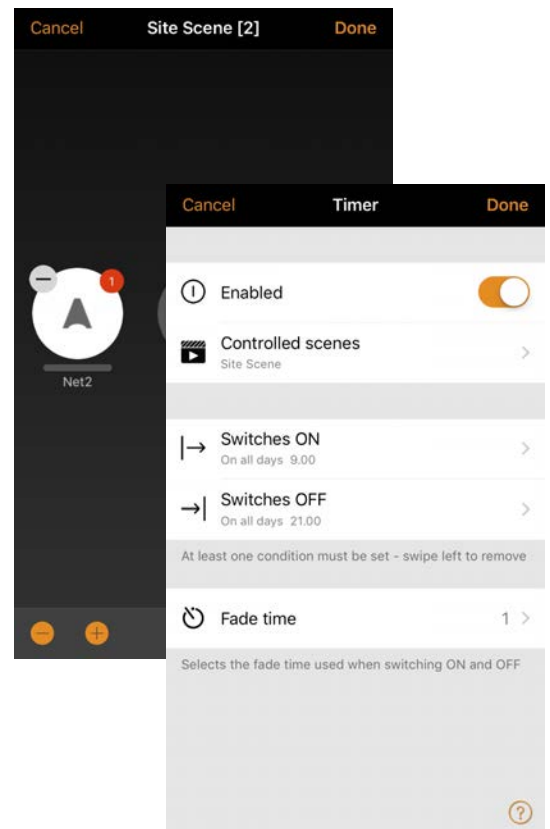 Cancel Site Scene [2] Done
1
Net2
Cancel Timer Done
Enabled
Controlled scenes
Site Scene
Switches ON
On all days 9.00
Switches OFF
On all days 21.00
At least one condition must be set - swipe left to remove
Fade time 1
Selects the fade time used when switching ON and OFF
?